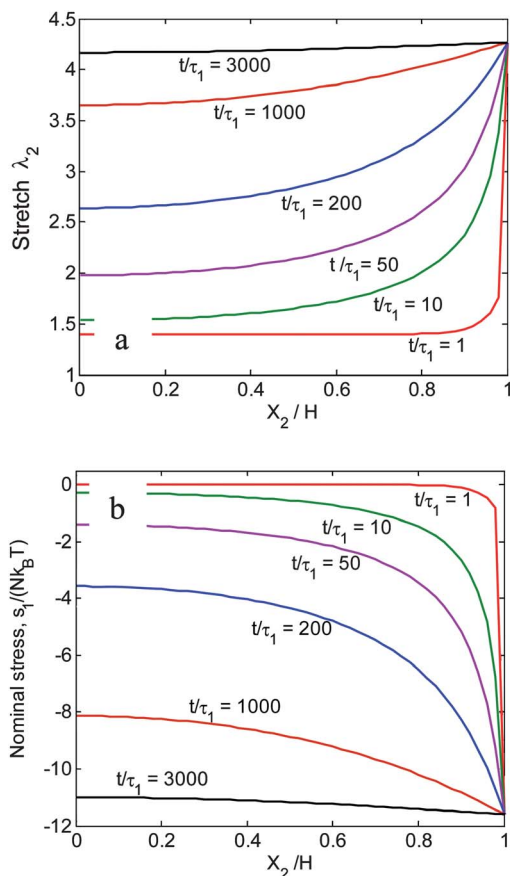 4.5
4
3.5
3
2.5
2
1.5
1
Stretch λ₂
t/τ₁ = 3000
t/τ₁ = 1000
t/τ₁ = 200
t/τ₁ = 50
t/τ₁ = 10
t/τ₁ = 1
a
0 0.2 0.4 0.6 0.8 1
X₂ / H
0
-2
-4
-6
-8
-10
-12
Nominal stress, s₁/(Nk_BT)
b
t/τ₁ = 1
t/τ₁ = 10
t/τ₁ = 50
t/τ₁ = 200
t/τ₁ = 1000
t/τ₁ = 3000
0 0.2 0.4 0.6 0.8 1
X₂ / H